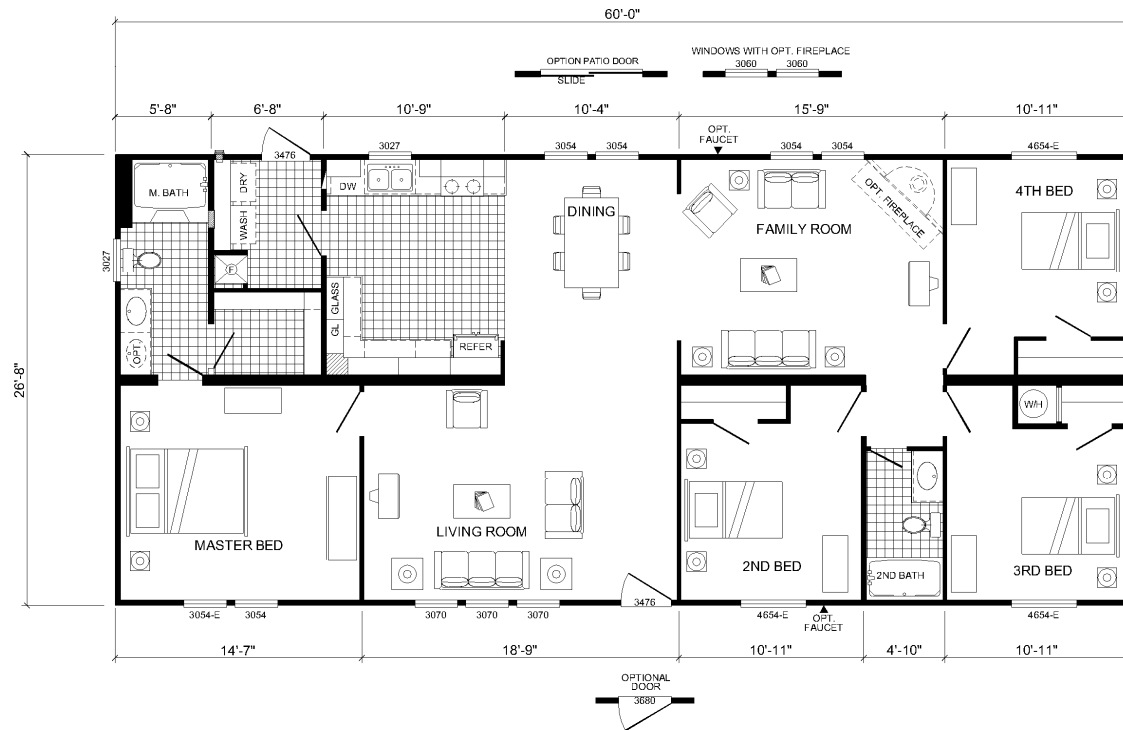 60'-0"
WINDOWS WITH OPT. FIREPLACE
OPTION PATIO DOOR
3060 3060
SLIDE
5'-8" 6'-8" 10'-9" 10'-4" 15'-9" 10'-11"
OPT.
FAUCET
3476 3027 3054 3054 3054 3054 4654-E
M. BATH
DRY
WASH
DW
DINING
FAMILY ROOM
OPT. FIREPLACE
4TH BED
3027
F
GLASS
GL
REFER
OPT
26'-8"
W/H
MASTER BED
LIVING ROOM
2ND BED
2ND BATH
3RD BED
3054-E 3054 3070 3070 3070 3476 4654-E 4654-E
OPT.
FAUCET
14'-7" 18'-9" 10'-11" 4'-10" 10'-11"
OPTIONAL
DOOR
3680